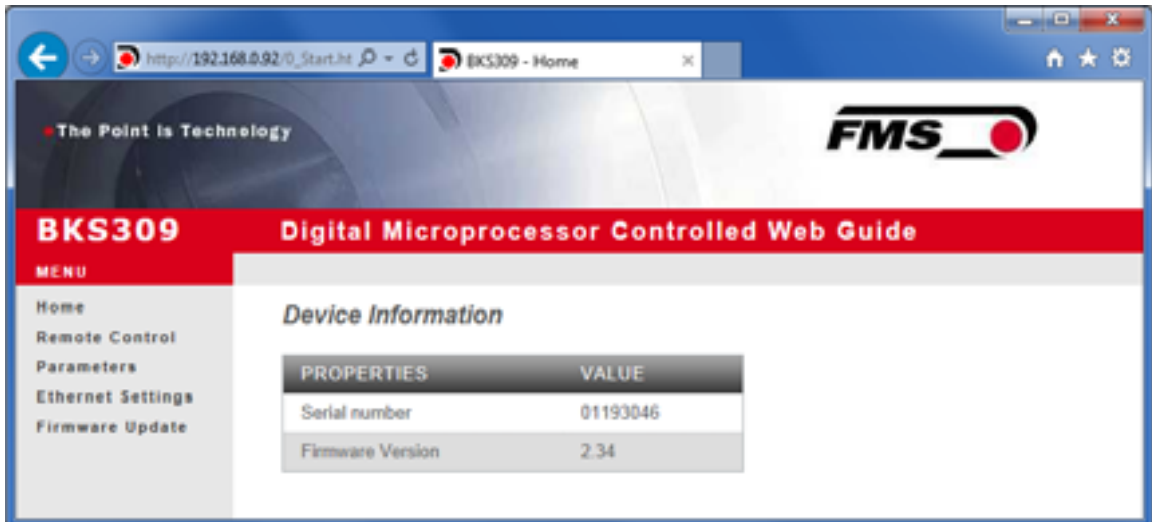 http://192.168.0.92/0_Start.ht
BKS309 - Home
The Point is Technology
FMS
BKS309
Digital Microprocessor Controlled Web Guide
MENU
Home
Remote Control
Parameters
Ethernet Settings
Firmware Update
Device Information
PROPERTIES VALUE
Serial number 01193046
Firmware Version 2.34